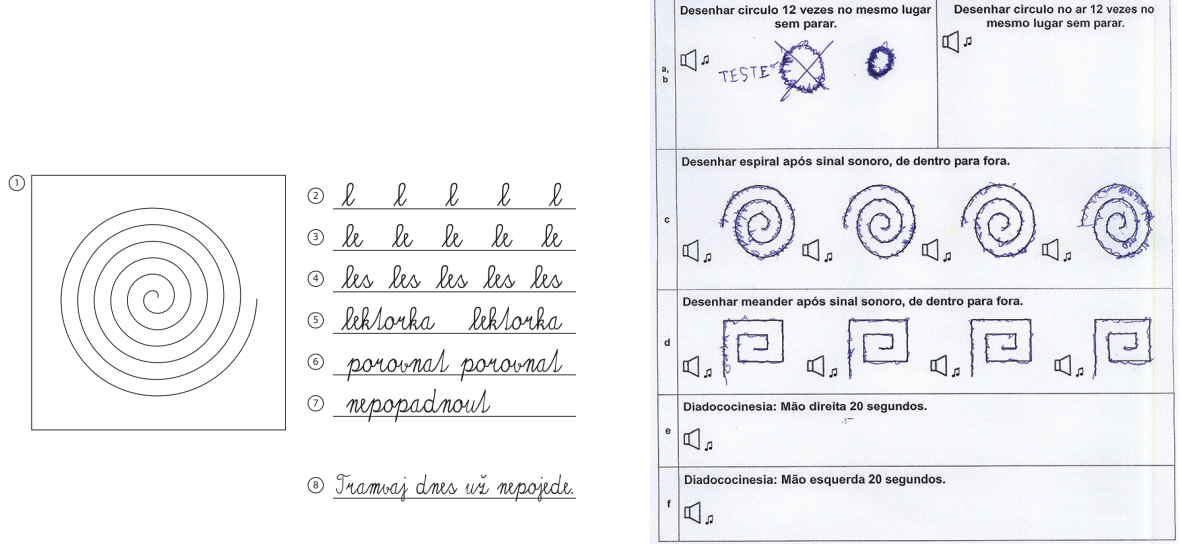 1
2 l l l l l
3 le le le le le
4 les les les les les
5 lektorka lektorka
6 porovnat porovnat
7 nepopadnout
8 Tramvaj dnes už nepojede.
Desenhar circulo 12 vezes no mesmo lugar
sem parar.
a,
b
TESTE
Desenhar circulo no ar 12 vezes no
mesmo lugar sem parar.
c
Desenhar espiral após sinal sonoro, de dentro para fora.
d
Desenhar meander após sinal sonoro, de dentro para fora.
e
Diadococinesia: Mão direita 20 segundos.
f
Diadococinesia: Mão esquerda 20 segundos.